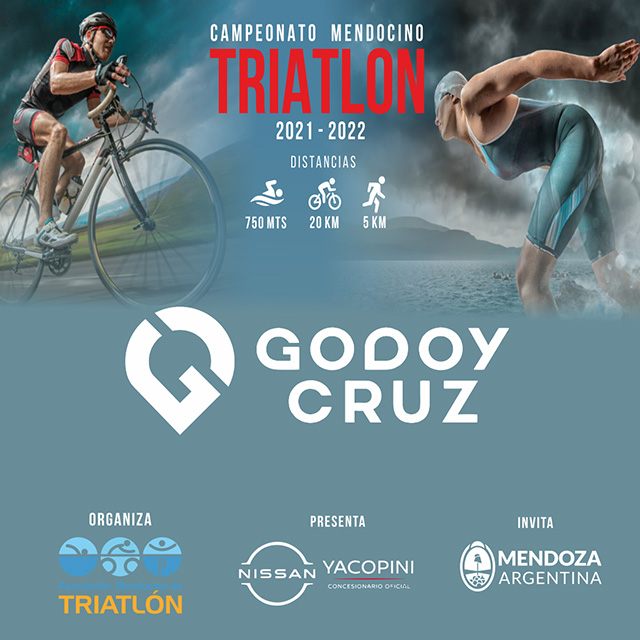 CAMPEONATO MENDOCINO
TRIATLON
2021 - 2022
DISTANCIAS
750 MTS 20 KM 5 KM
GODOY
CRUZ
ORGANIZA PRESENTA INVITA
TRIATLÓN
NISSAN
YACOPINI
CONCESIONARIO OFICIAL
MENDOZA
ARGENTINA